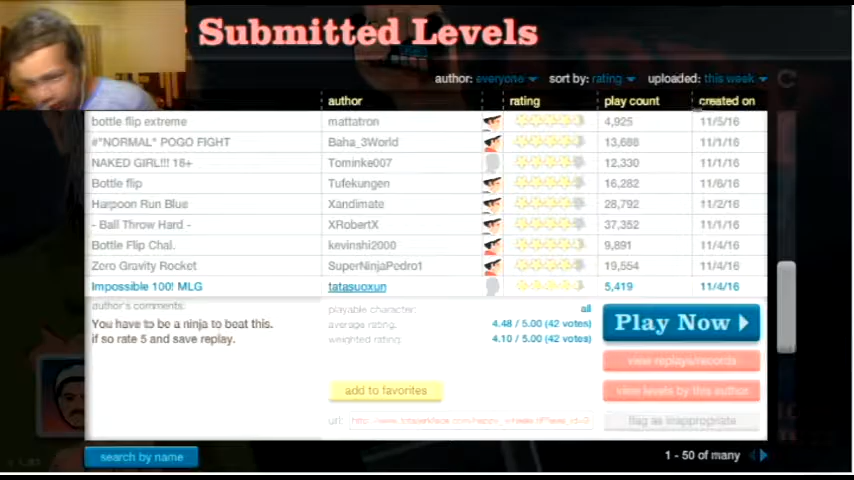 Submitted Levels
author: everyone sort by: rating uploaded: this week
author rating play count created on
bottle flip extreme mattatron 4,925 11/5/16
#"NORMAL" POGO FIGHT Baha_3World 13,688 11/1/16
NAKED GIRL!!! 18+ Tominke007 12,330 11/1/16
Bottle flip Tufekungen 16,282 11/6/16
Harpoon Run Blue Xandimate 28,792 11/2/16
- Ball Throw Hard - XRobertX 37,352 11/1/16
Bottle Flip Chal. kevinshi2000 9,891 11/4/16
Zero Gravity Rocket SuperNinjaPedro1 19,554 11/4/16
Impossible 100! MLG tatasuoxun 5,419 11/4/16
author's comments:
You have to be a ninja to beat this.
if so rate 5 and save replay.
playable character: all
average rating: 4.48 / 5.00 (42 votes)
weighted rating: 4.10 / 5.00 (42 votes)
Play Now
view replays/records
add to favorites
view levels by this author
url:
flag as inappropriate
search by name
1 - 50 of many